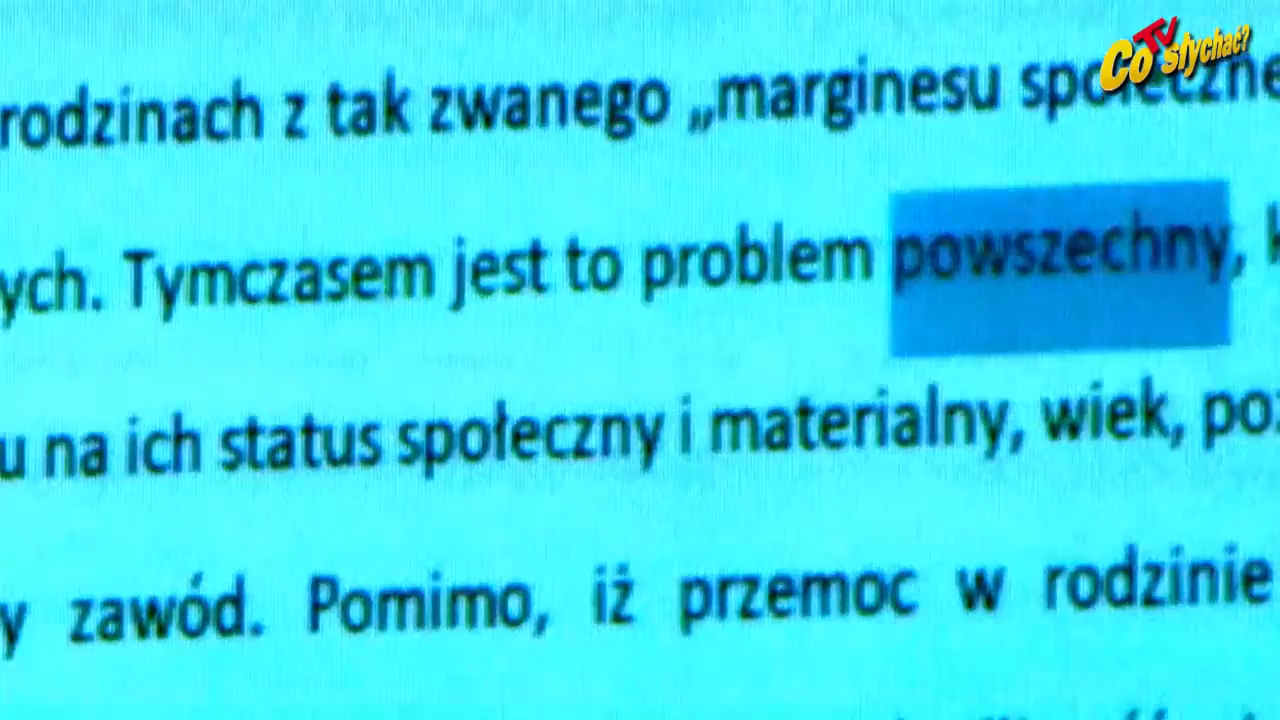 Co TV słychać?
rodzinach z tak zwanego „marginesu społeczne
ych. Tymczasem jest to problem powszechny, k
u na ich status społeczny i materialny, wiek, po
y zawód. Pomimo, iż przemoc w rodzinie